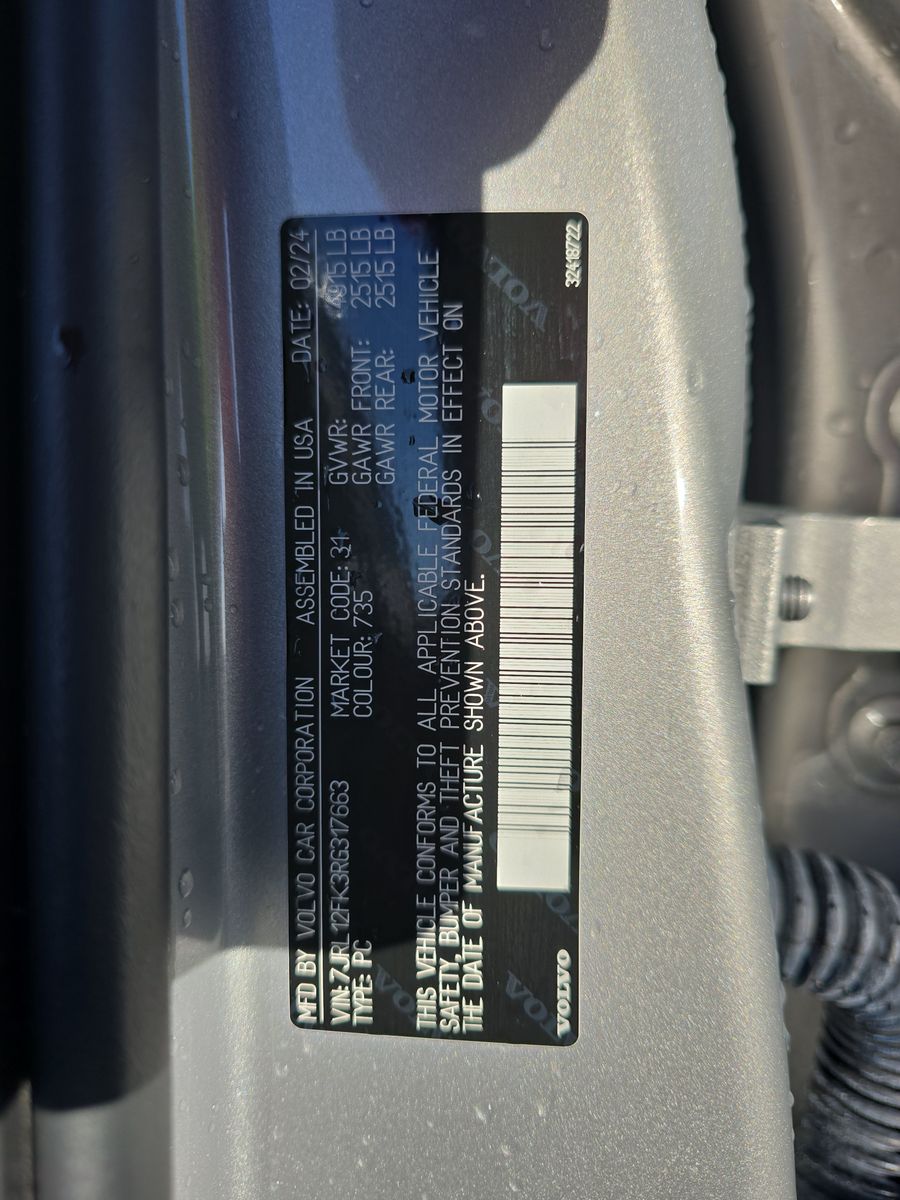 MFD BY VOLVO CAR CORPORATION ASSEMBLED IN USA DATE: 02/24
VIN: 7JRL12FK3RG317663 MARKET CODE: 31 GVWR: 4915 LB
TYPE: PC COLOUR: 735 GAWR FRONT: 2515 LB
GAWR REAR: 2515 LB
THIS VEHICLE CONFORMS TO ALL APPLICABLE FEDERAL MOTOR VEHICLE
SAFETY, BUMPER AND THEFT PREVENTION STANDARDS IN EFFECT ON
THE DATE OF MANUFACTURE SHOWN ABOVE.
VOLVO 32418722